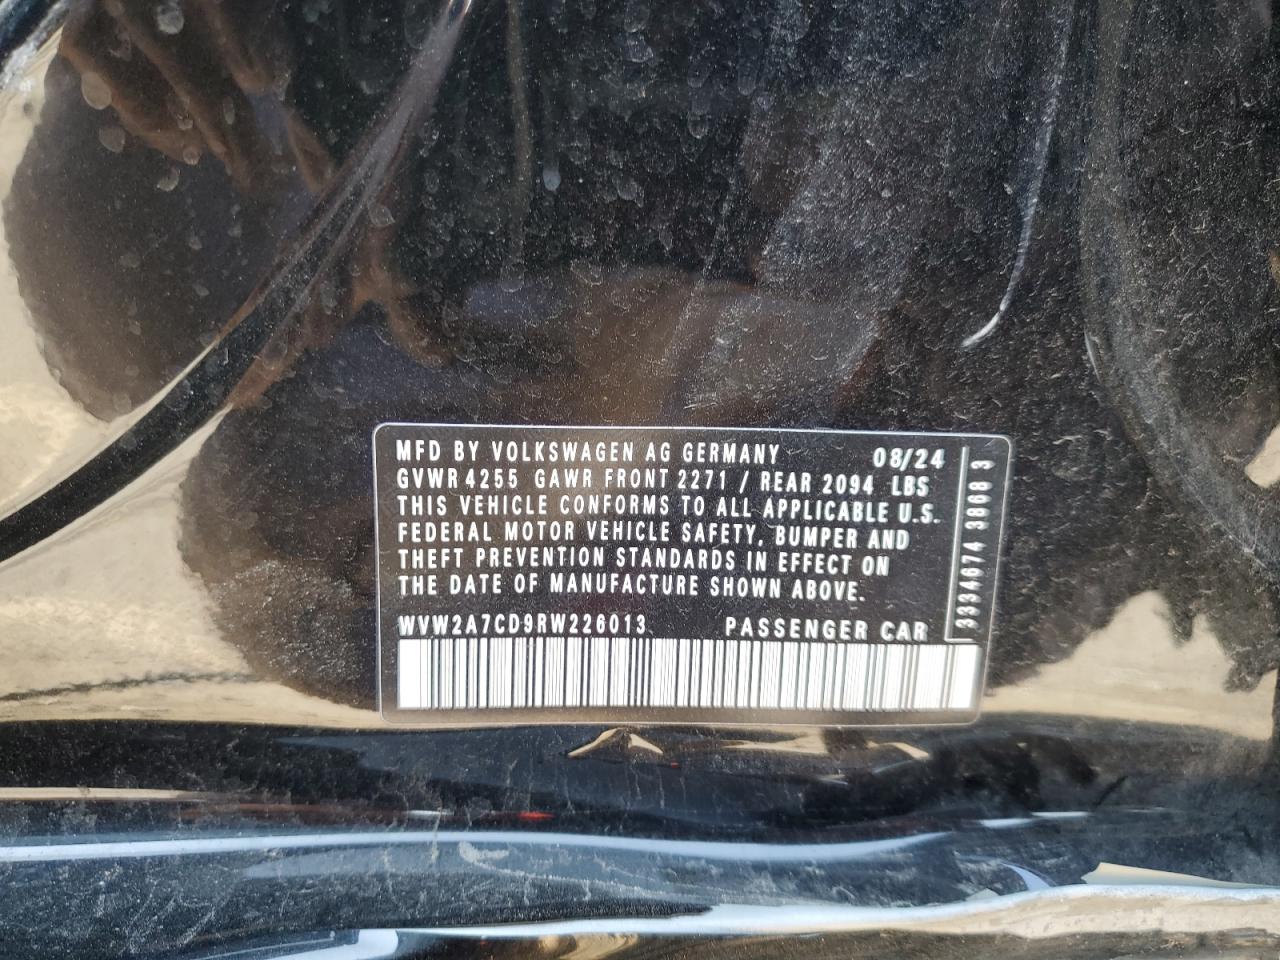 MFD BY VOLKSWAGEN AG GERMANY 08/24
GVWR 4255 GAWR FRONT 2271 / REAR 2094 LBS
THIS VEHICLE CONFORMS TO ALL APPLICABLE U.S.
FEDERAL MOTOR VEHICLE SAFETY, BUMPER AND
THEFT PREVENTION STANDARDS IN EFFECT ON
THE DATE OF MANUFACTURE SHOWN ABOVE.
WVW2A7CD9RW226013 PASSENGER CAR
3334674 3868 3